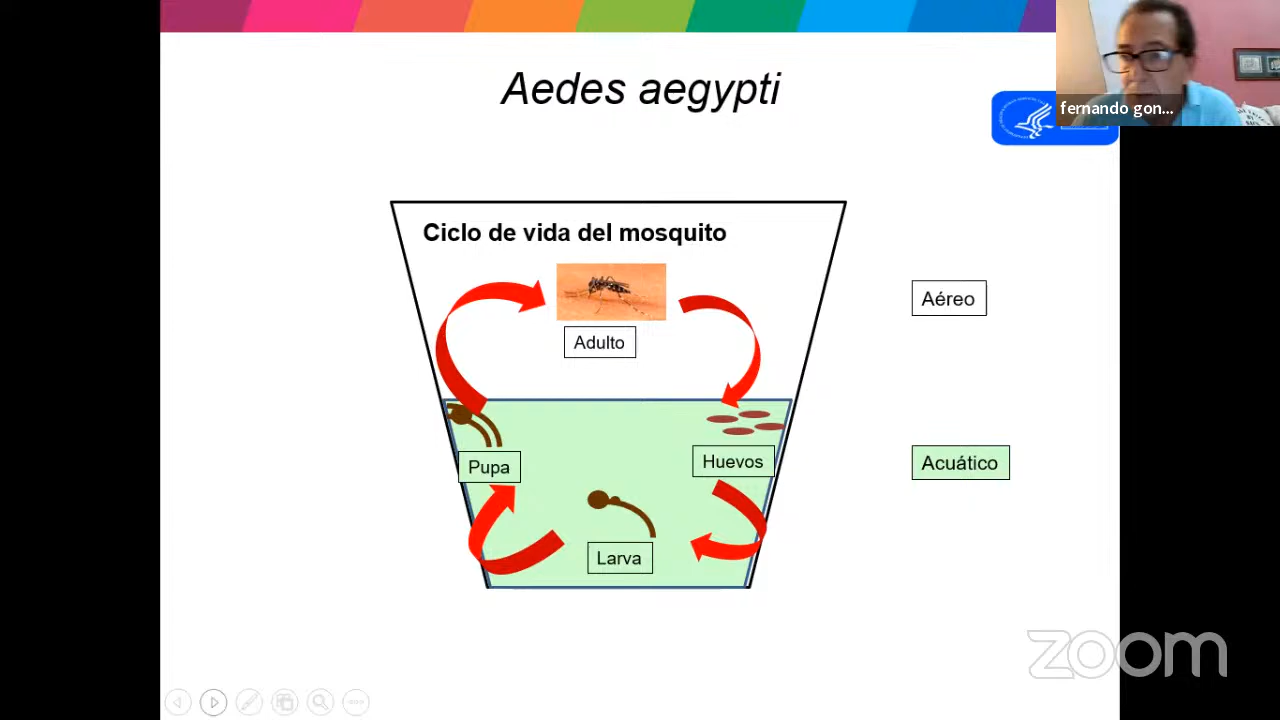 Aedes aegypti
fernando gon...
Ciclo de vida del mosquito
Aéreo
Adulto
Pupa
Huevos
Acuático
Larva
zoom